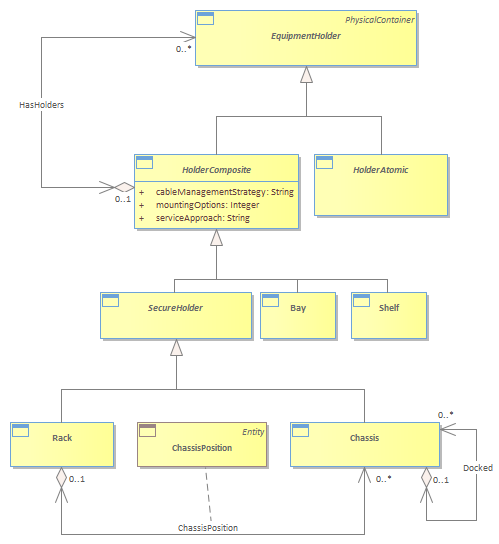 PhysicalContainer
EquipmentHolder
0..*
HasHolders
HolderComposite
+ cableManagementStrategy: String
+ mountingOptions: Integer
+ serviceApproach: String
HolderAtomic
0..1
SecureHolder
Bay
Shelf
0..*
Rack
Entity
ChassisPosition
Chassis
Docked
0..1
0..*
0..1
ChassisPosition